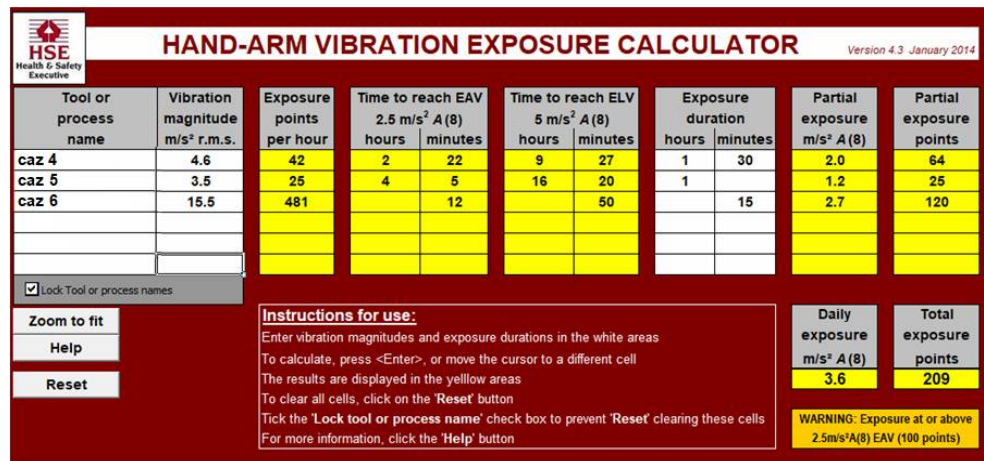 HSE
Health & Safety
Executive
HAND-ARM VIBRATION EXPOSURE CALCULATOR
Version 4.3 January 2014
Tool or process name
Vibration magnitude m/s² r.m.s.
Exposure points per hour
Time to reach EAV 2.5 m/s² A(8)
hours minutes
Time to reach ELV 5 m/s² A(8)
hours minutes
Exposure duration
hours minutes
Partial exposure m/s² A(8)
Partial exposure points
caz 4 4.6 42 2 22 9 27 1 30 2.0 64
caz 5 3.5 25 4 5 16 20 1 1.2 25
caz 6 15.5 481 12 50 15 2.7 120
Lock Tool or process names
Zoom to fit
Help
Reset
Instructions for use:
Enter vibration magnitudes and exposure durations in the white areas
To calculate, press <Enter>, or move the cursor to a different cell
The results are displayed in the yelllow areas
To clear all cells, click on the 'Reset' button
Tick the 'Lock tool or process name' check box to prevent 'Reset' clearing these cells
For more information, click the 'Help' button
Daily exposure m/s² A(8)
3.6
Total exposure points
209
WARNING: Exposure at or above
2.5m/s²A(8) EAV (100 points)